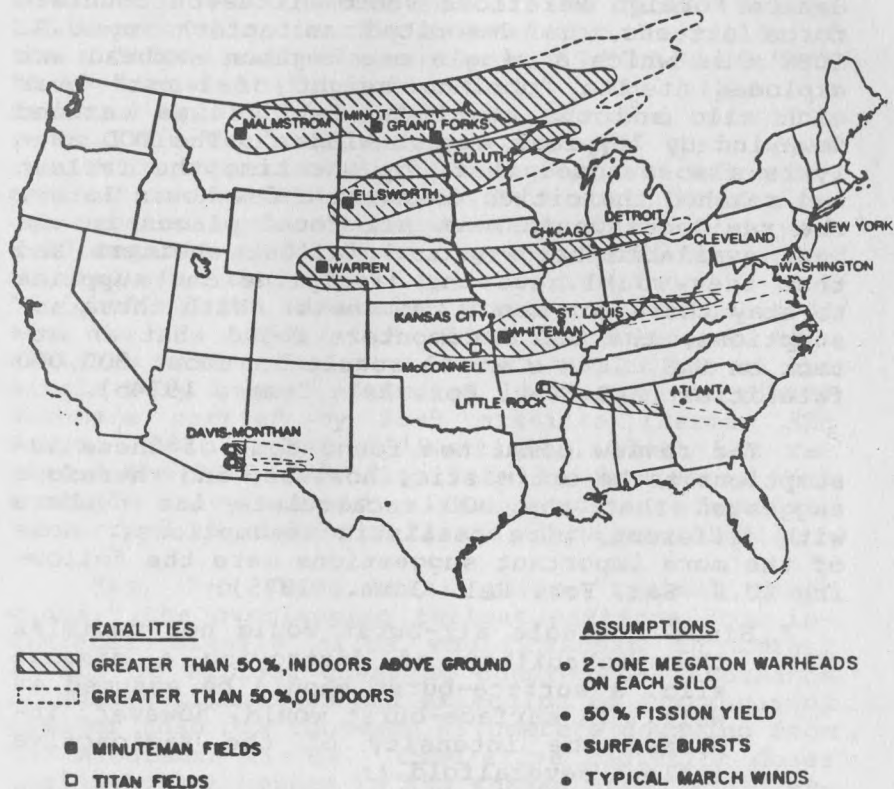 MALMSTROM
MINOT
GRAND FORKS
DULUTH
ELLSWORTH
DETROIT
CHICAGO
CLEVELAND
NEW YORK
WARREN
WASHINGTON
KANSAS CITY
ST. LOUIS
WHITEMAN
McCONNELL
LITTLE ROCK
ATLANTA
DAVIS-MONTHAN
FATALITIES
GREATER THAN 50%, INDOORS ABOVE GROUND
GREATER THAN 50%, OUTDOORS
MINUTEMAN FIELDS
TITAN FIELDS
ASSUMPTIONS
• 2-ONE MEGATON WARHEADS
ON EACH SILO
• 50% FISSION YIELD
• SURFACE BURSTS
• TYPICAL MARCH WINDS